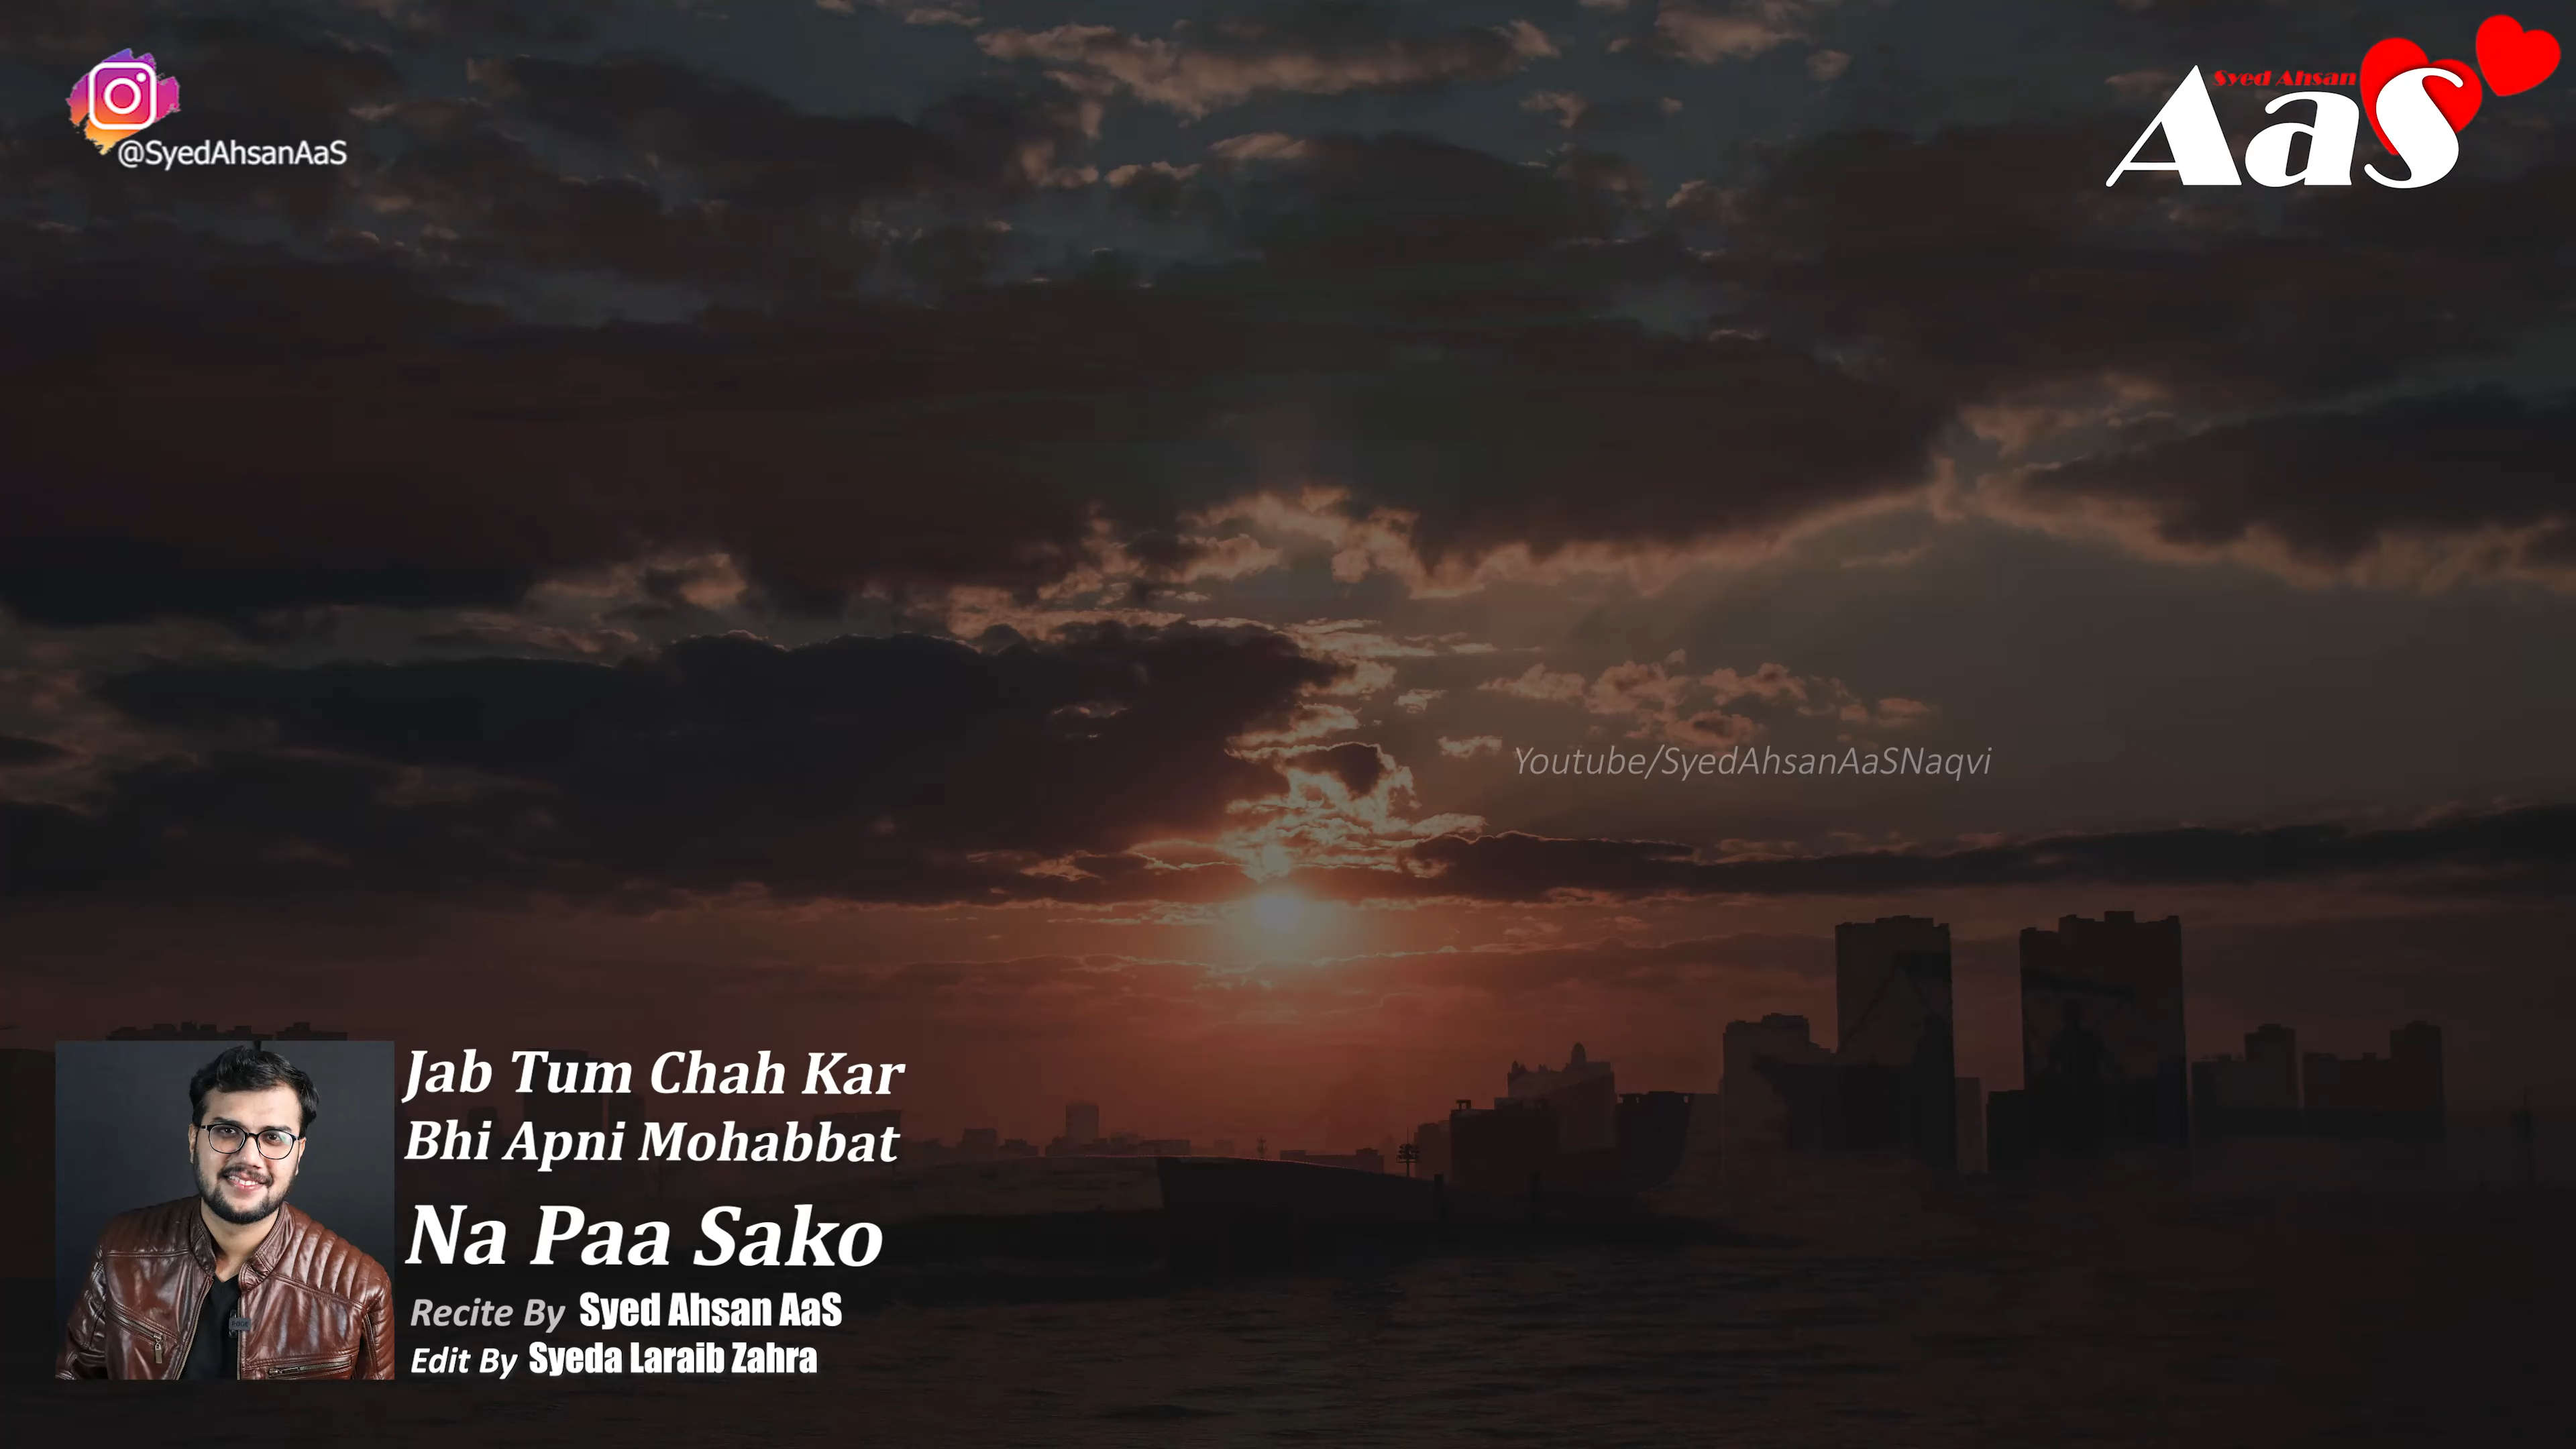 @SyedAhsanAaS
Syed Ahsan
AaS
Youtube/SyedAhsanAaSNaqvi
Jab Tum Chah Kar
Bhi Apni Mohabbat
Na Paa Sako
Recite By Syed Ahsan AaS
Edit By Syeda Laraib Zahra